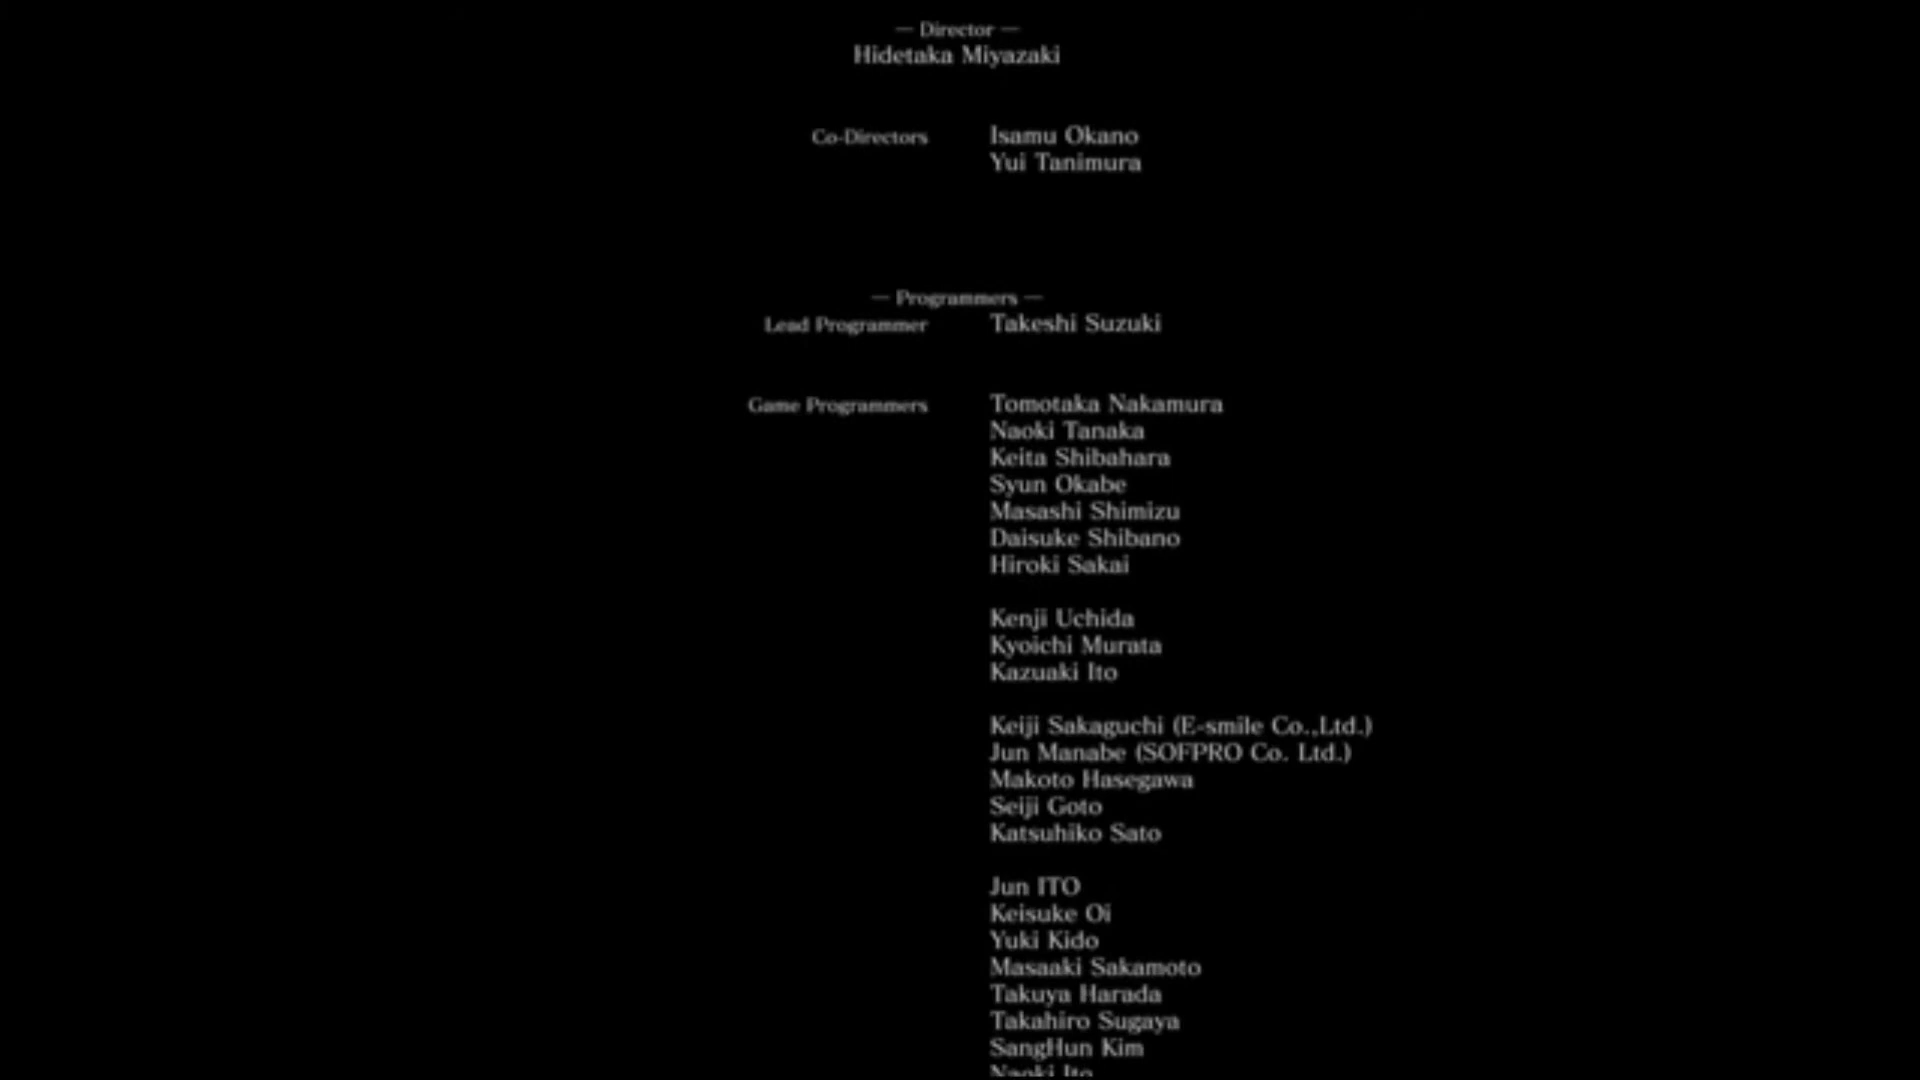 — Director —
Hidetaka Miyazaki
Co-Directors Isamu Okano
Yui Tanimura
— Programmers —
Lead Programmer Takeshi Suzuki
Game Programmers Tomotaka Nakamura
Naoki Tanaka
Keita Shibahara
Syun Okabe
Masashi Shimizu
Daisuke Shibano
Hiroki Sakai
Kenji Uchida
Kyoichi Murata
Kazuaki Ito
Keiji Sakaguchi (E-smile Co.,Ltd.)
Jun Manabe (SOFPRO Co. Ltd.)
Makoto Hasegawa
Seiji Goto
Katsuhiko Sato
Jun ITO
Keisuke Oi
Yuki Kido
Masaaki Sakamoto
Takuya Harada
Takahiro Sugaya
SangHun Kim
Naoki Ito